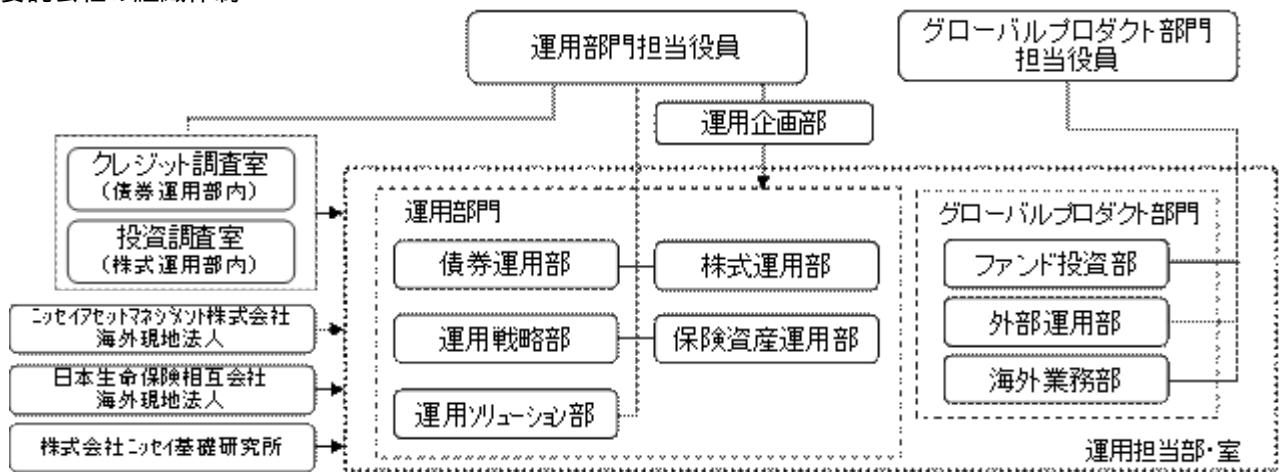 運用部門担当役員
グローバルプロダクト部門
担当役員
運用企画部
クレジット調査室
(債券運用部内)
投資調査室
(株式運用部内)
運用部門
グローバルプロダクト部門
債券運用部
株式運用部
ファンド投資部
ニッセイアセットマネジメント株式会社
海外現地法人
運用戦略部
保険資産運用部
外部運用部
日本生命保険相互会社
海外現地法人
海外業務部
運用ソリューション部
株式会社ニッセイ基礎研究所
運用担当部・室